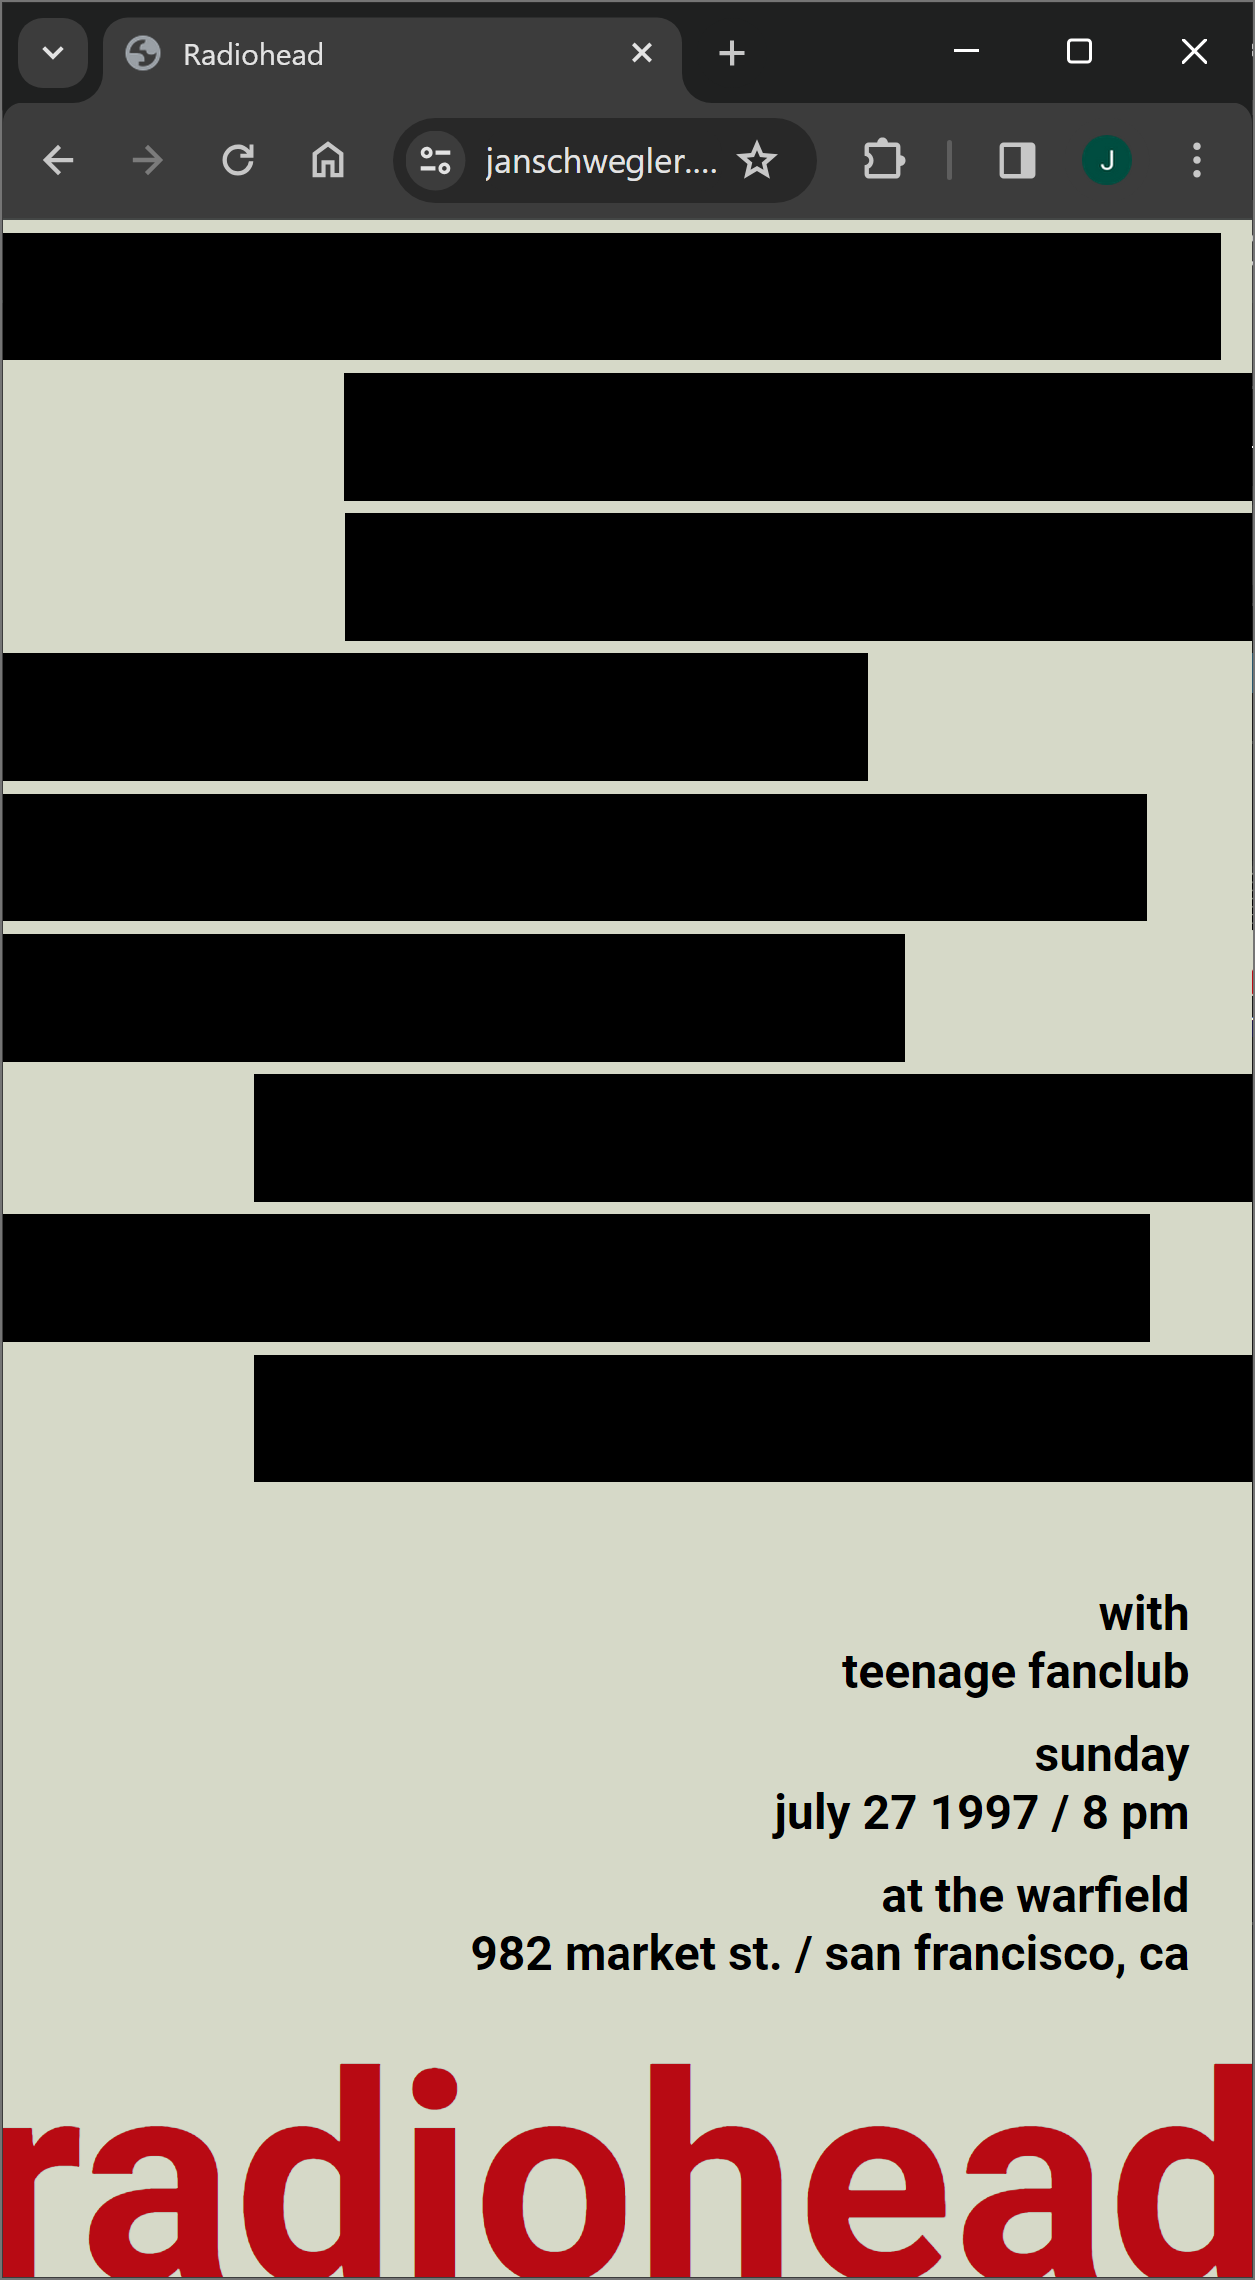 Radiohead
janschwegler....
J
with
teenage fanclub
sunday
july 27 1997 / 8 pm
at the warfield
982 market st. / san francisco, ca
radiohead